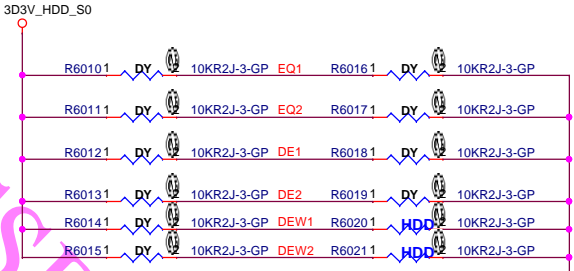 3D3V_HDD_S0
R6010 1 DY 2 10KR2J-3-GP EQ1 R6016 1 DY 2 10KR2J-3-GP
R6011 1 DY 2 10KR2J-3-GP EQ2 R6017 1 DY 2 10KR2J-3-GP
R6012 1 DY 2 10KR2J-3-GP DE1 R6018 1 DY 2 10KR2J-3-GP
R6013 1 DY 2 10KR2J-3-GP DE2 R6019 1 DY 2 10KR2J-3-GP
R6014 1 DY 2 10KR2J-3-GP DEW1 R6020 1 HDD 2 10KR2J-3-GP
R6015 1 DY 2 10KR2J-3-GP DEW2 R6021 1 HDD 2 10KR2J-3-GP